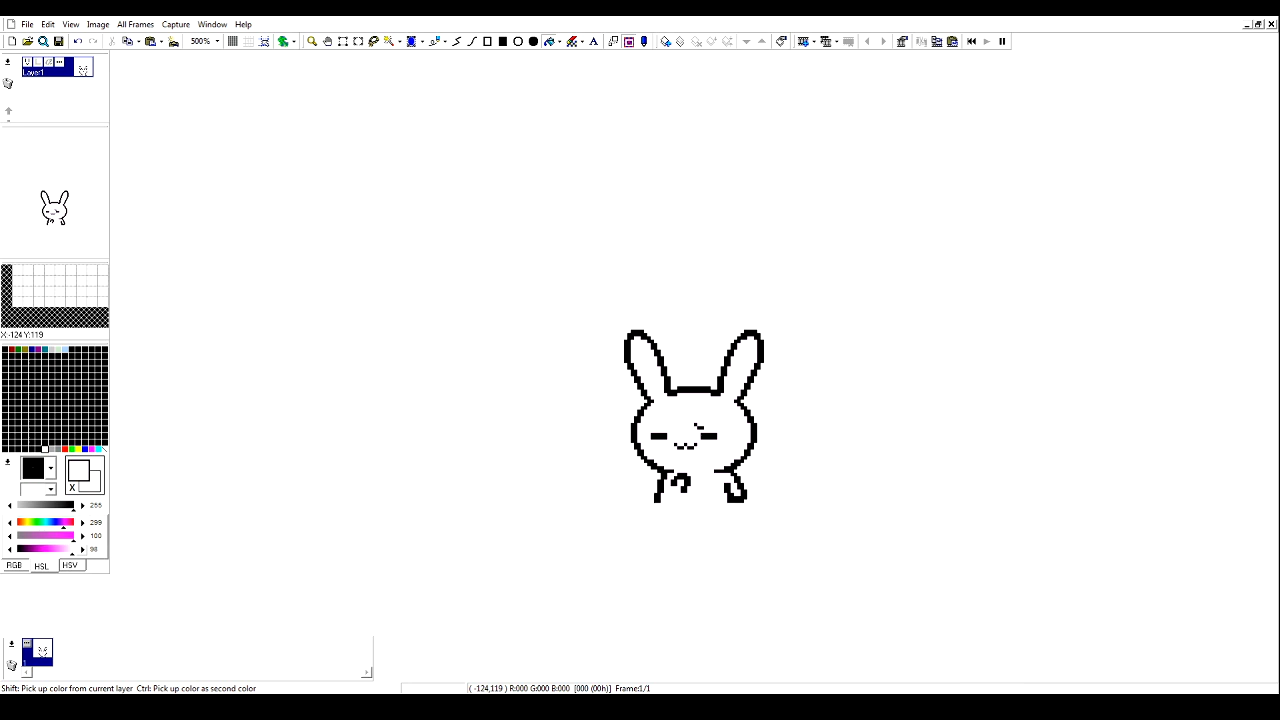 File Edit View Image All Frames Capture Window Help
500% A
Layer1
X:-124 Y:119
X
255
299
100
98
RGB HSL HSV
1
Shift: Pick up color from current layer Ctrl: Pick up color as second color
( -124,119 ) R:000 G:000 B:000 [000 (00h)] Frame:1/1